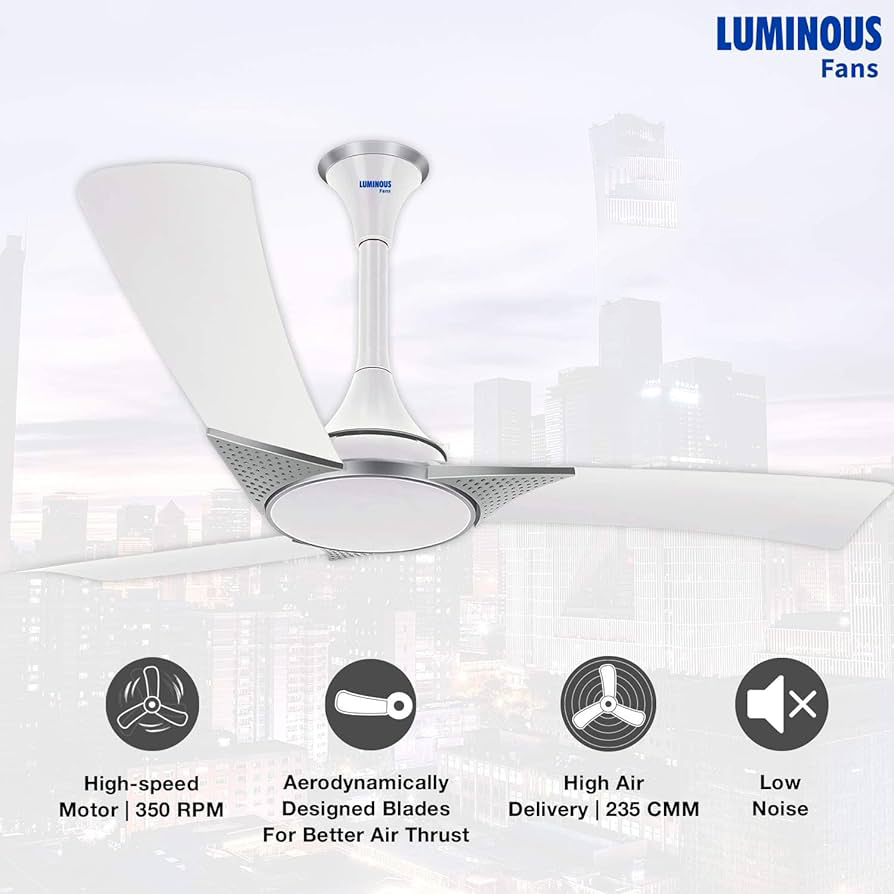 LUMINOUS
Fans
LUMINOUS
Fans
High-speed
Motor | 350 RPM
Aerodynamically
Designed Blades
For Better Air Thrust
High Air
Delivery | 235 CMM
Low
Noise